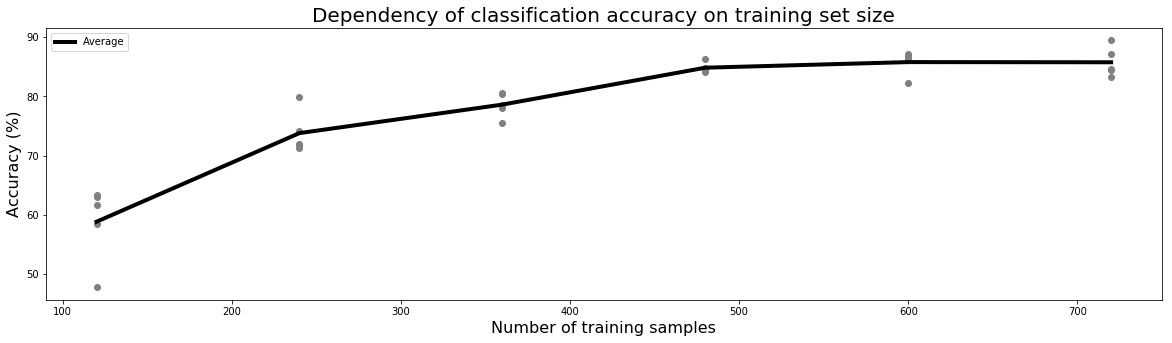 Dependency of classification accuracy on training set size
Average
Accuracy (%)
90
80
70
60
50
100 200 300 400 500 600 700
Number of training samples